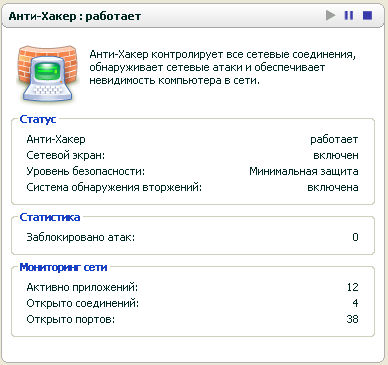 Анти-Хакер : работает
Анти-Хакер контролирует все сетевые соединения,
обнаруживает сетевые атаки и обеспечивает
невидимость компьютера в сети.
Статус
Анти-Хакер работает
Сетевой экран: включен
Уровень безопасности: Минимальная защита
Система обнаружения вторжений: включена
Статистика
Заблокировано атак: 0
Мониторинг сети
Активно приложений: 12
Открыто соединений: 4
Открыто портов: 38